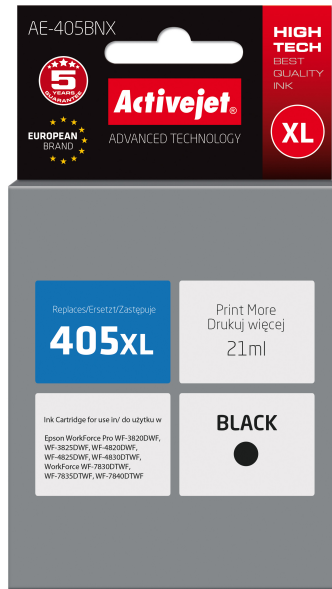 AE-405BNX
HIGH
TECH
BEST
QUALITY
INK
5
YEARS
GUARANTEE
Activejet®
EUROPEAN
BRAND
ADVANCED TECHNOLOGY
XL
Replaces/Ersetzt/Zastępuje
405XL
Print More
Drukuj więcej
21ml
Ink Cartridge for use in/ do użytku w
Epson WorkForce Pro WF-3820DWF,
WF-3825DWF, WF-4820DWF,
WF-4825DWF, WF-4830DTWF,
WorkForce WF-7830DTWF,
WF-7835DTWF, WF-7840DTWF
BLACK